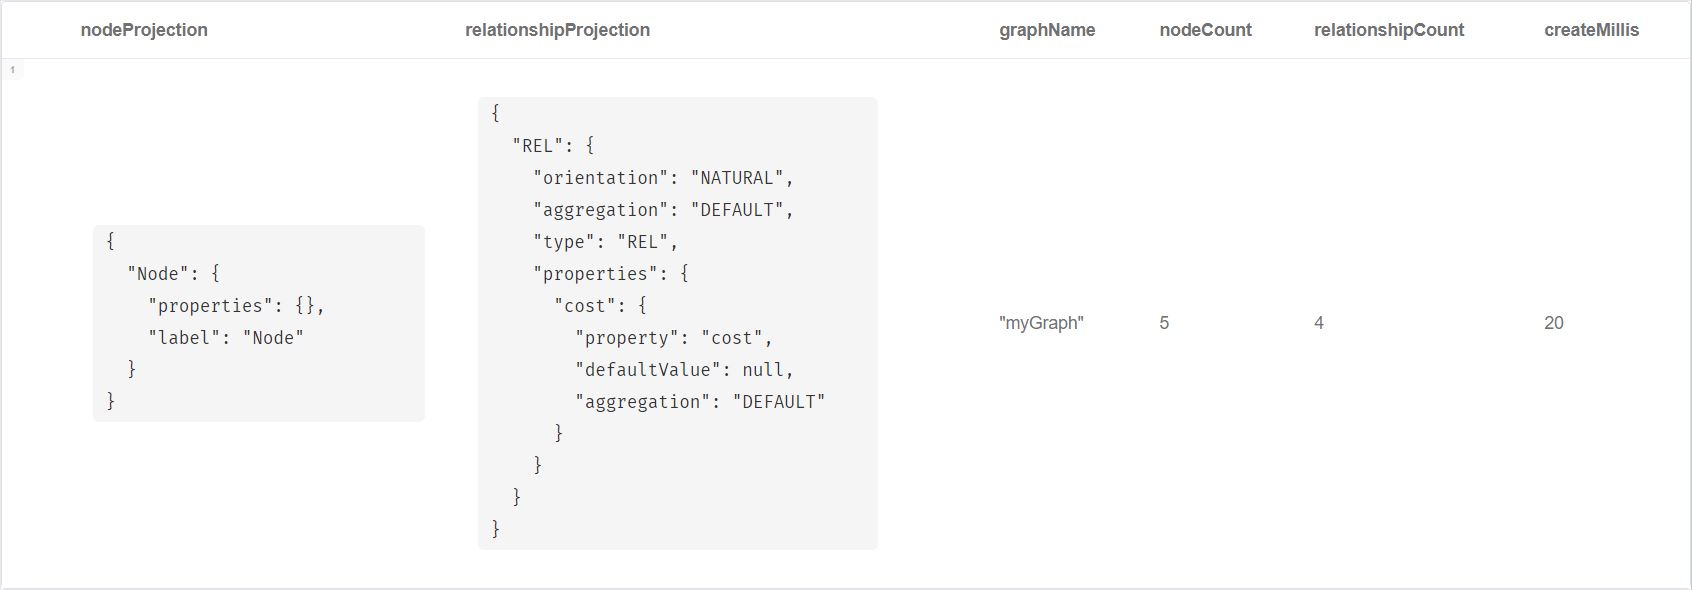 nodeProjection relationshipProjection graphName nodeCount relationshipCount createMillis
1
{
  "Node": {
    "properties": {},
    "label": "Node"
  }
}
{
  "REL": {
    "orientation": "NATURAL",
    "aggregation": "DEFAULT",
    "type": "REL",
    "properties": {
      "cost": {
        "property": "cost",
        "defaultValue": null,
        "aggregation": "DEFAULT"
      }
    }
  }
}
"myGraph" 5 4 20